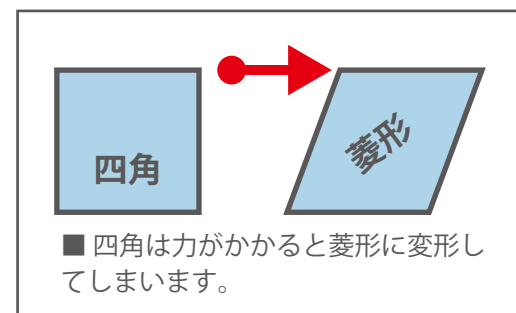 四角
菱形
■ 四角は力がかかると菱形に変形し
てしまいます。